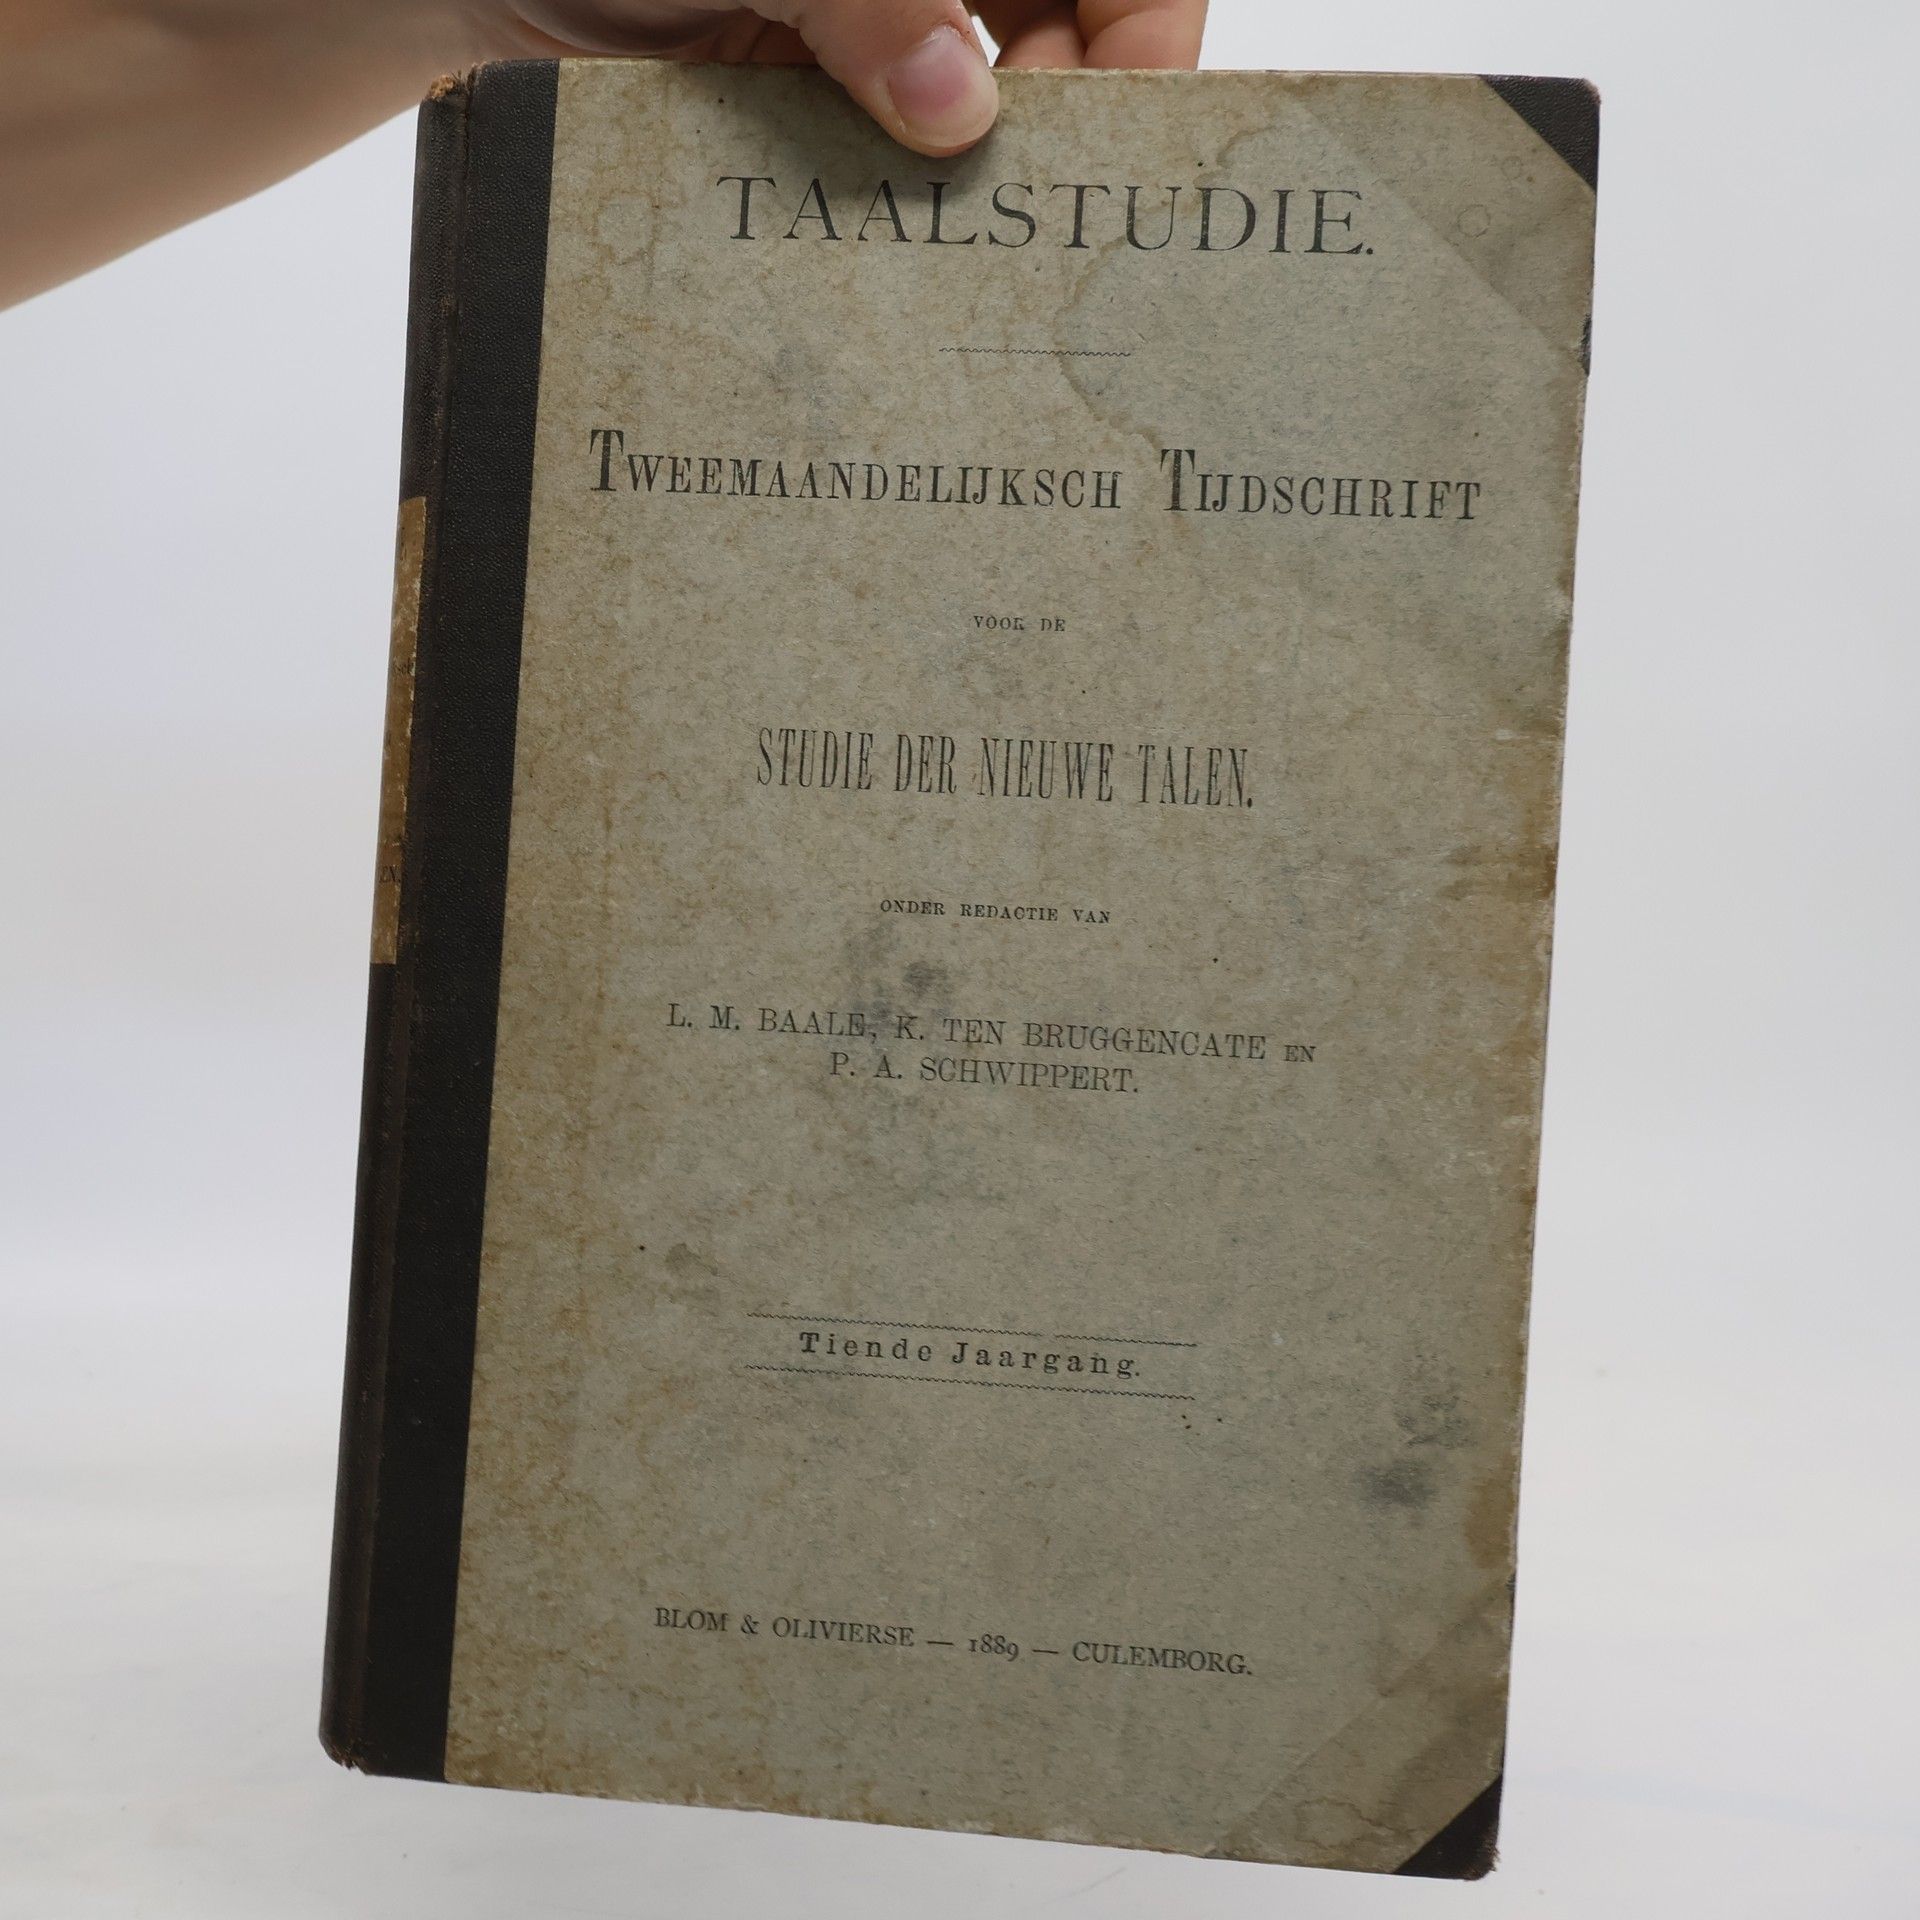 TAALSTUDIE.
TWEEMAANDELIJKSCH TIJDSCHRIFT
VOOR DE
STUDIE DER NIEUWE TALEN.
ONDER REDACTIE VAN
L. M. BAALE, K. TEN BRUGGENCATE EN
P. A. SCHWIPPERT.
Tiende Jaargang.
BLOM & OLIVIERSE — 1889 — CULEMBORG.